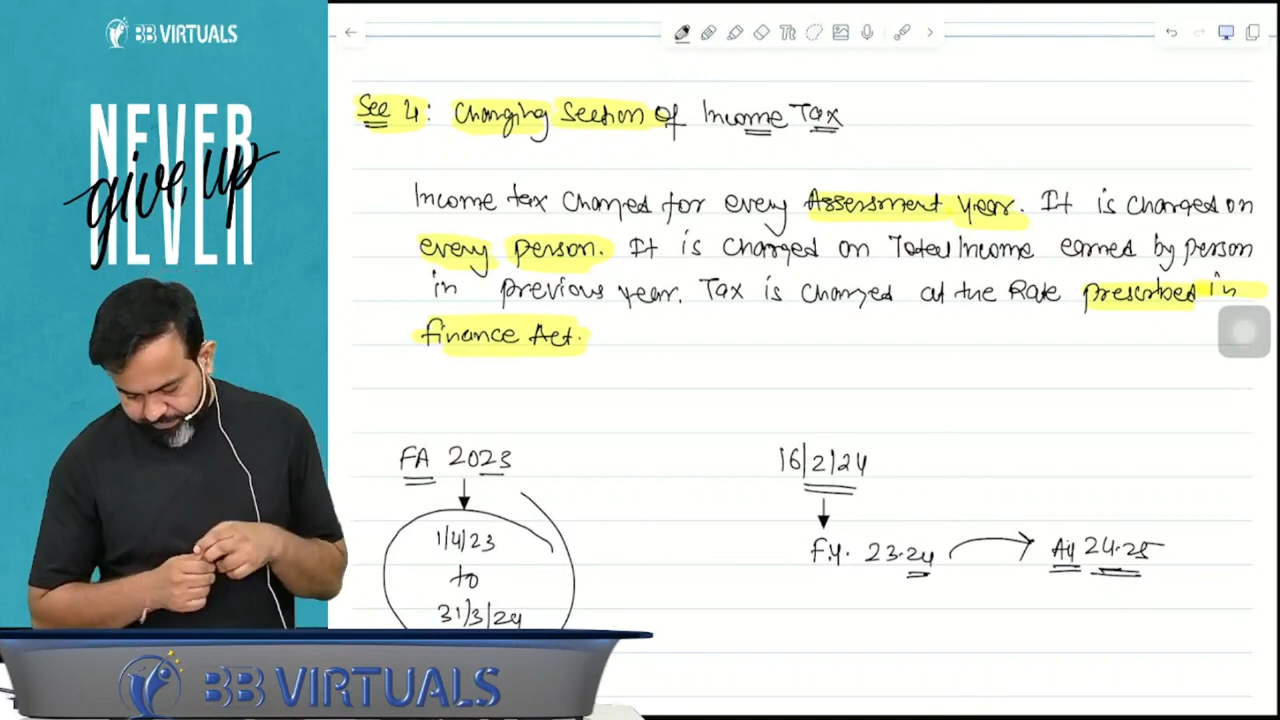 BB VIRTUALS
NEVER
give up
NEVER
Sec 4: Charging Section of Income Tax
Income tax Charged for every Assessment year. It is charged on
every person. It is charged on Total Income earned by person
in previous year. Tax is charged at the Rate prescribed in
finance Act.
FA 2023
1/4/23
to
31/3/24
16/2/24
F.y. 23.24
Ay 24.25
BB VIRTUALS